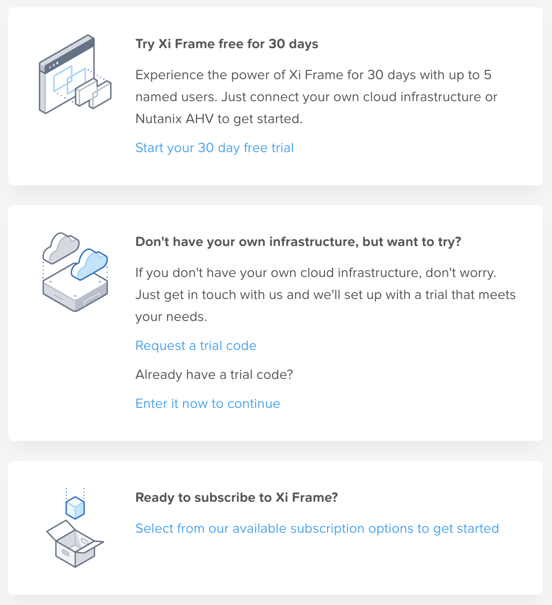 Try Xi Frame free for 30 days
Experience the power of Xi Frame for 30 days with up to 5
named users. Just connect your own cloud infrastructure or
Nutanix AHV to get started.
Start your 30 day free trial
Don't have your own infrastructure, but want to try?
If you don't have your own cloud infrastructure, don't worry.
Just get in touch with us and we'll set up with a trial that meets
your needs.
Request a trial code
Already have a trial code?
Enter it now to continue
Ready to subscribe to Xi Frame?
Select from our available subscription options to get started